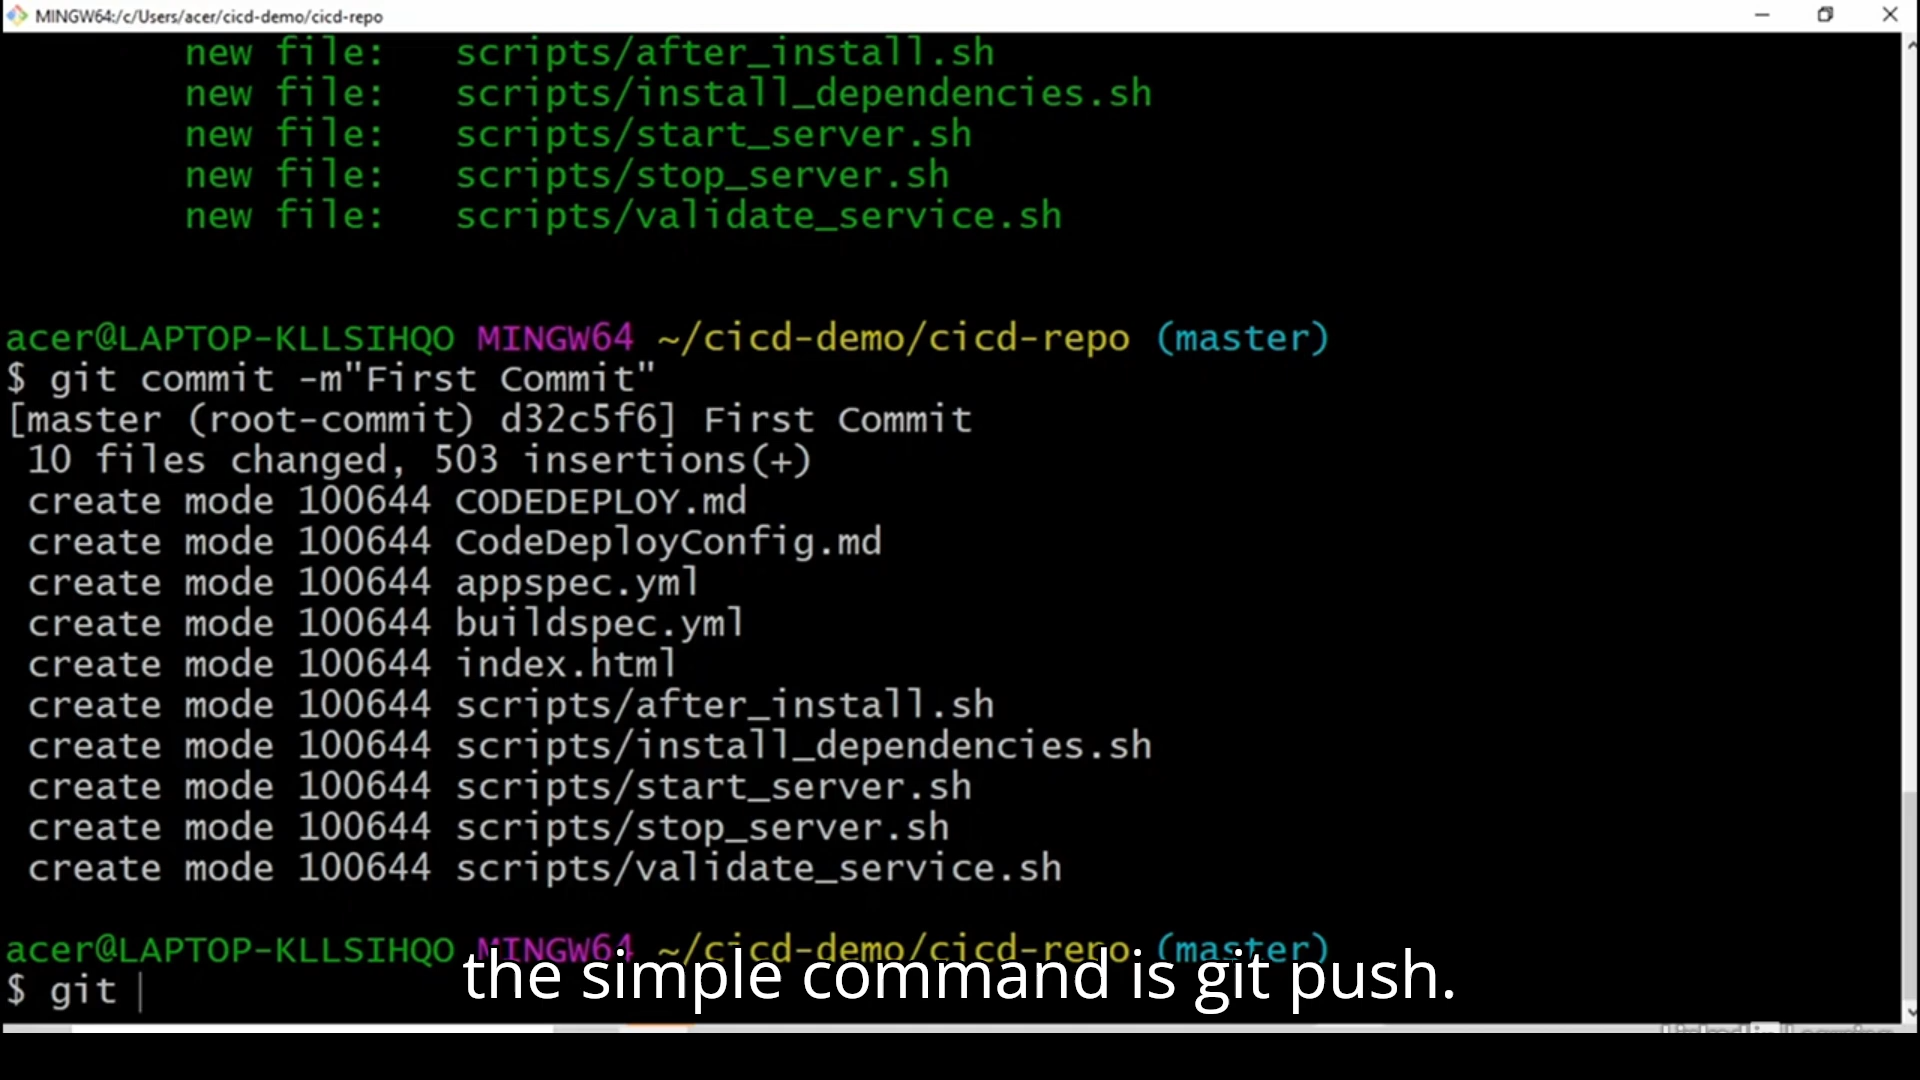 MINGW64:/c/Users/acer/cicd-demo/cicd-repo
new file:   scripts/after_install.sh
new file:   scripts/install_dependencies.sh
new file:   scripts/start_server.sh
new file:   scripts/stop_server.sh
new file:   scripts/validate_service.sh
acer@LAPTOP-KLLSIHQO MINGW64 ~/cicd-demo/cicd-repo (master)
$ git commit -m"First Commit"
[master (root-commit) d32c5f6] First Commit
10 files changed, 503 insertions(+)
create mode 100644 CODEDEPLOY.md
create mode 100644 CodeDeployConfig.md
create mode 100644 appspec.yml
create mode 100644 buildspec.yml
create mode 100644 index.html
create mode 100644 scripts/after_install.sh
create mode 100644 scripts/install_dependencies.sh
create mode 100644 scripts/start_server.sh
create mode 100644 scripts/stop_server.sh
create mode 100644 scripts/validate_service.sh
acer@LAPTOP-KLLSIHQO MINGW64 ~/cicd-demo/cicd-repo (master)
$ git
the simple command is git push.